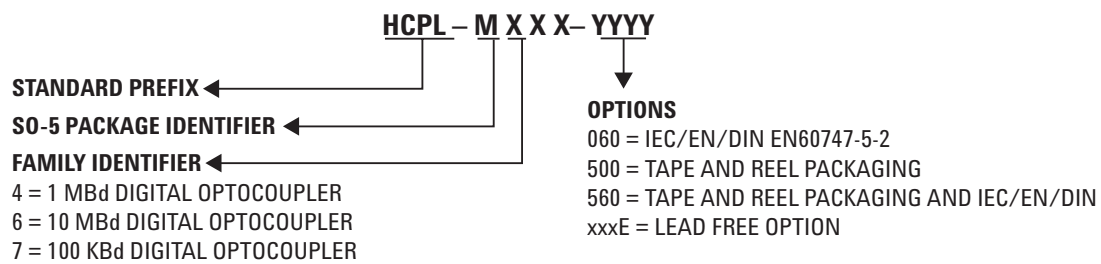 HCPL – M X X X– YYYY
STANDARD PREFIX
SO-5 PACKAGE IDENTIFIER
FAMILY IDENTIFIER
4 = 1 MBd DIGITAL OPTOCOUPLER
6 = 10 MBd DIGITAL OPTOCOUPLER
7 = 100 KBd DIGITAL OPTOCOUPLER
OPTIONS
060 = IEC/EN/DIN EN60747-5-2
500 = TAPE AND REEL PACKAGING
560 = TAPE AND REEL PACKAGING AND IEC/EN/DIN
xxxE = LEAD FREE OPTION